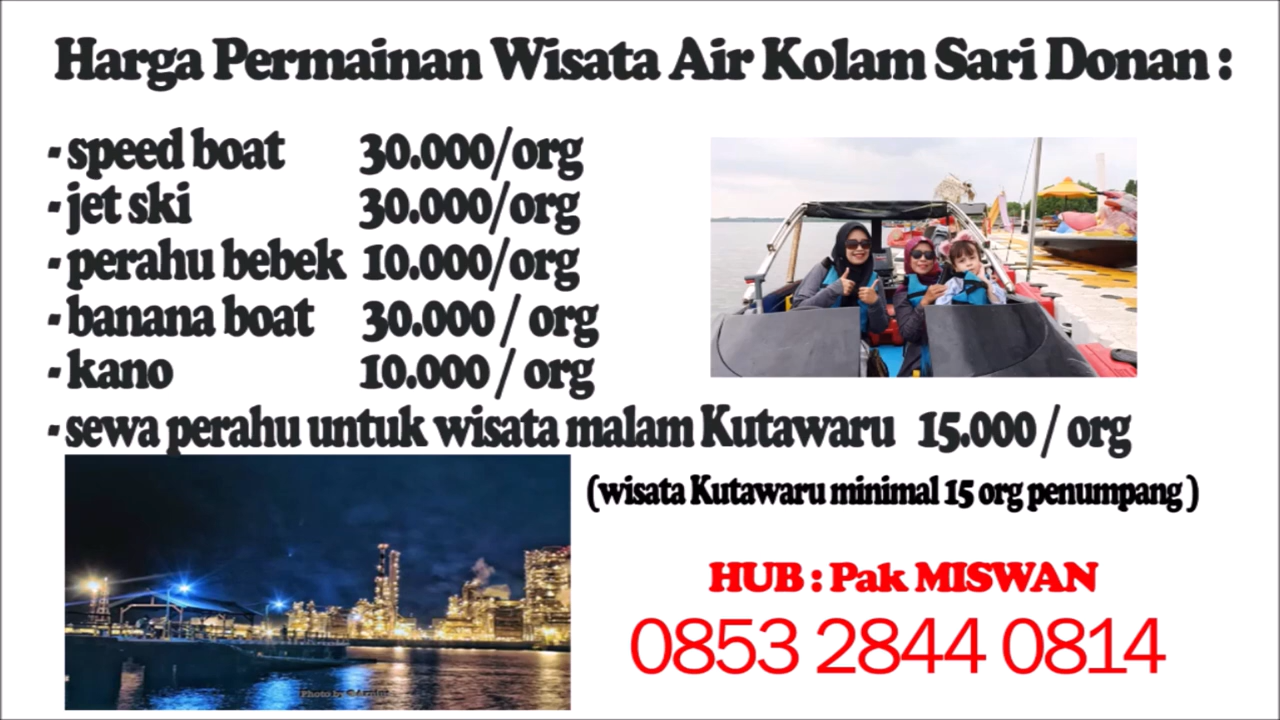 Harga Permainan Wisata Air Kolam Sari Donan :
- speed boat 30.000/org
- jet ski 30.000/org
- perahu bebek 10.000/org
- banana boat 30.000 / org
- kano 10.000 / org
- sewa perahu untuk wisata malam Kutawaru 15.000 / org
(wisata Kutawaru minimal 15 org penumpang )
HUB : Pak MISWAN
0853 2844 0814
Photo by